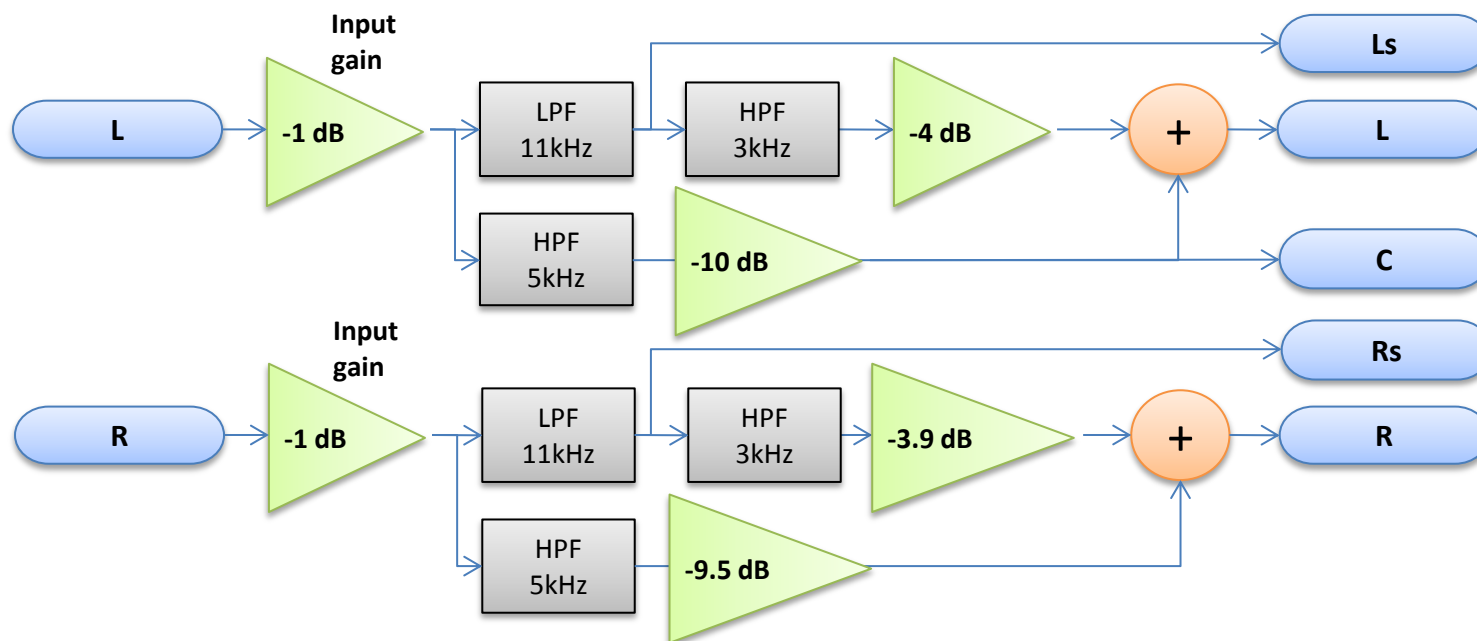 Input
gain
Ls
L
-1 dB
LPF
11kHz
HPF
3kHz
-4 dB
+
L
HPF
5kHz
-10 dB
C
Input
gain
Rs
R
-1 dB
LPF
11kHz
HPF
3kHz
-3.9 dB
+
R
HPF
5kHz
-9.5 dB